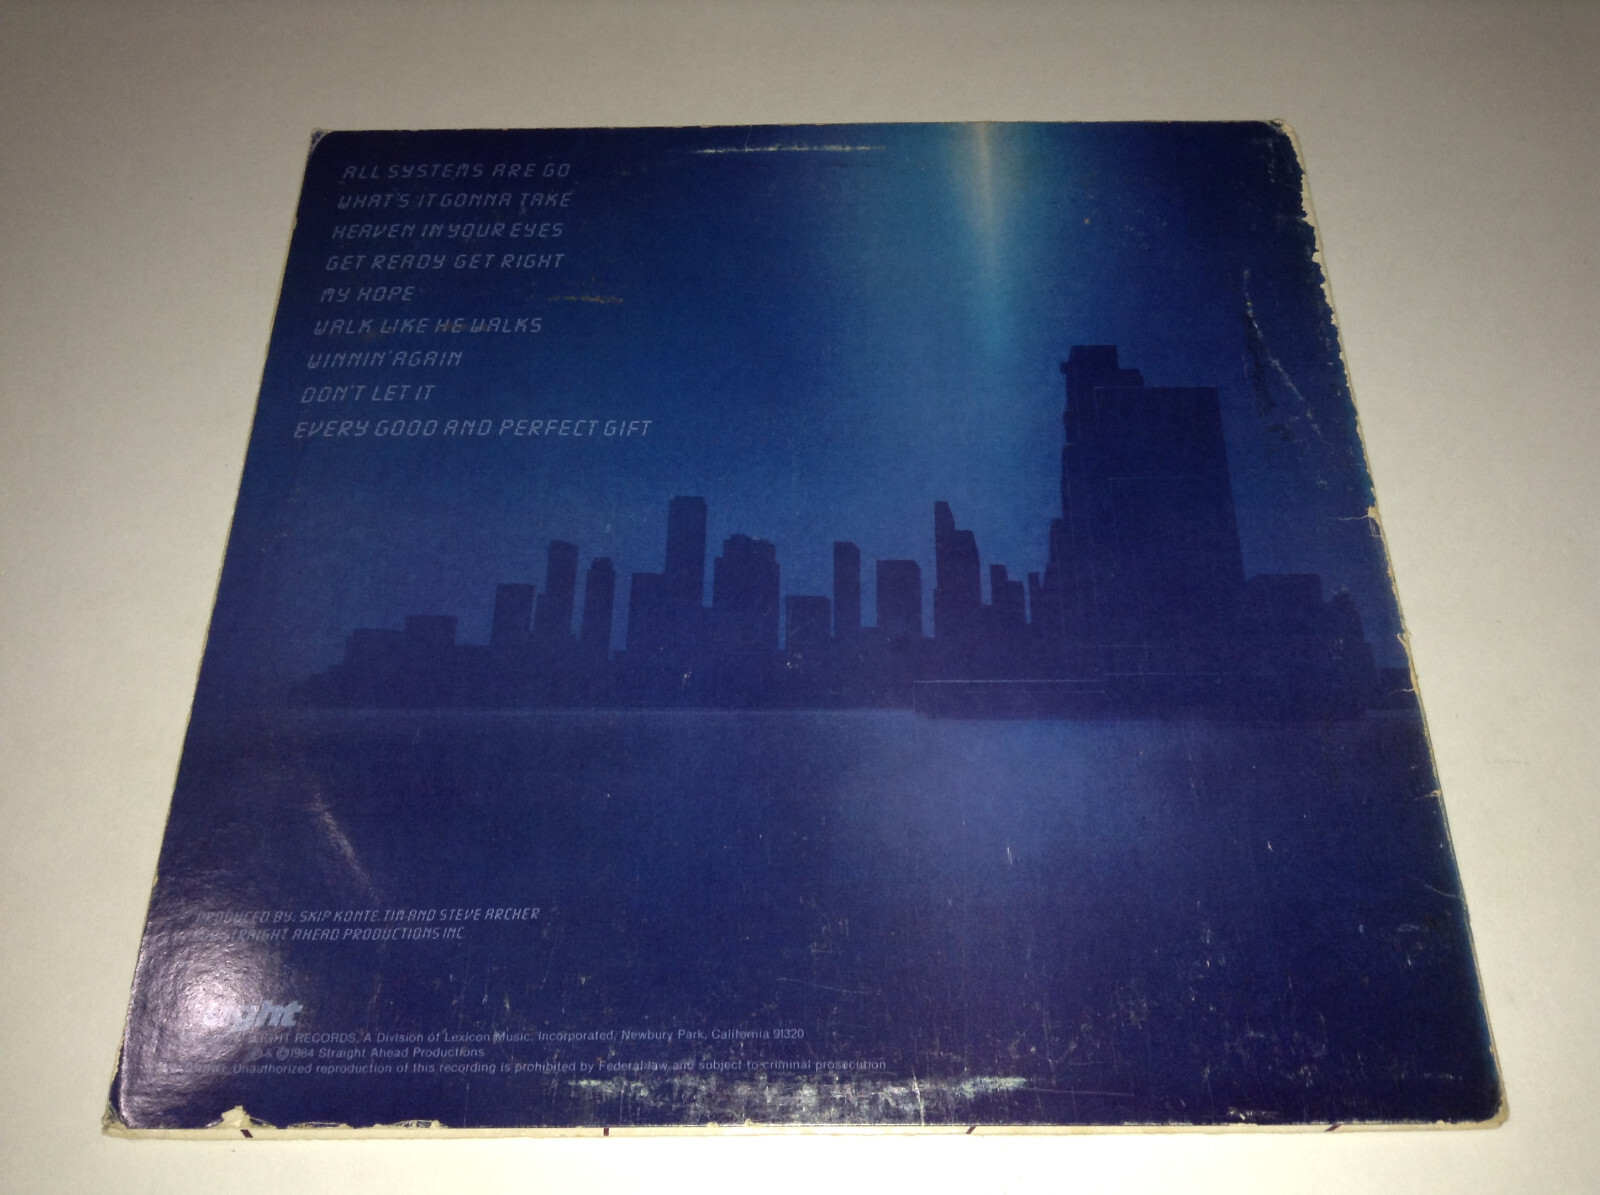 ALL SYSTEMS ARE GO
WHAT'S IT GONNA TAKE
HEAVEN IN YOUR EYES
GET READY GET RIGHT
MY HOPE
WALK LIKE HE WALKS
WINNIN' AGAIN
DON'T LET IT
EVERY GOOD AND PERFECT GIFT
PRODUCED BY: SKIP KONTE, TIM AND STEVE ARCHER
STRAIGHT AHEAD PRODUCTIONS INC.
light
LIGHT RECORDS, A Division of Lexicon Music, Incorporated, Newbury Park, California 91320
& ©1984 Straight Ahead Productions
Unauthorized reproduction of this recording is prohibited by Federal law and subject to criminal prosecution